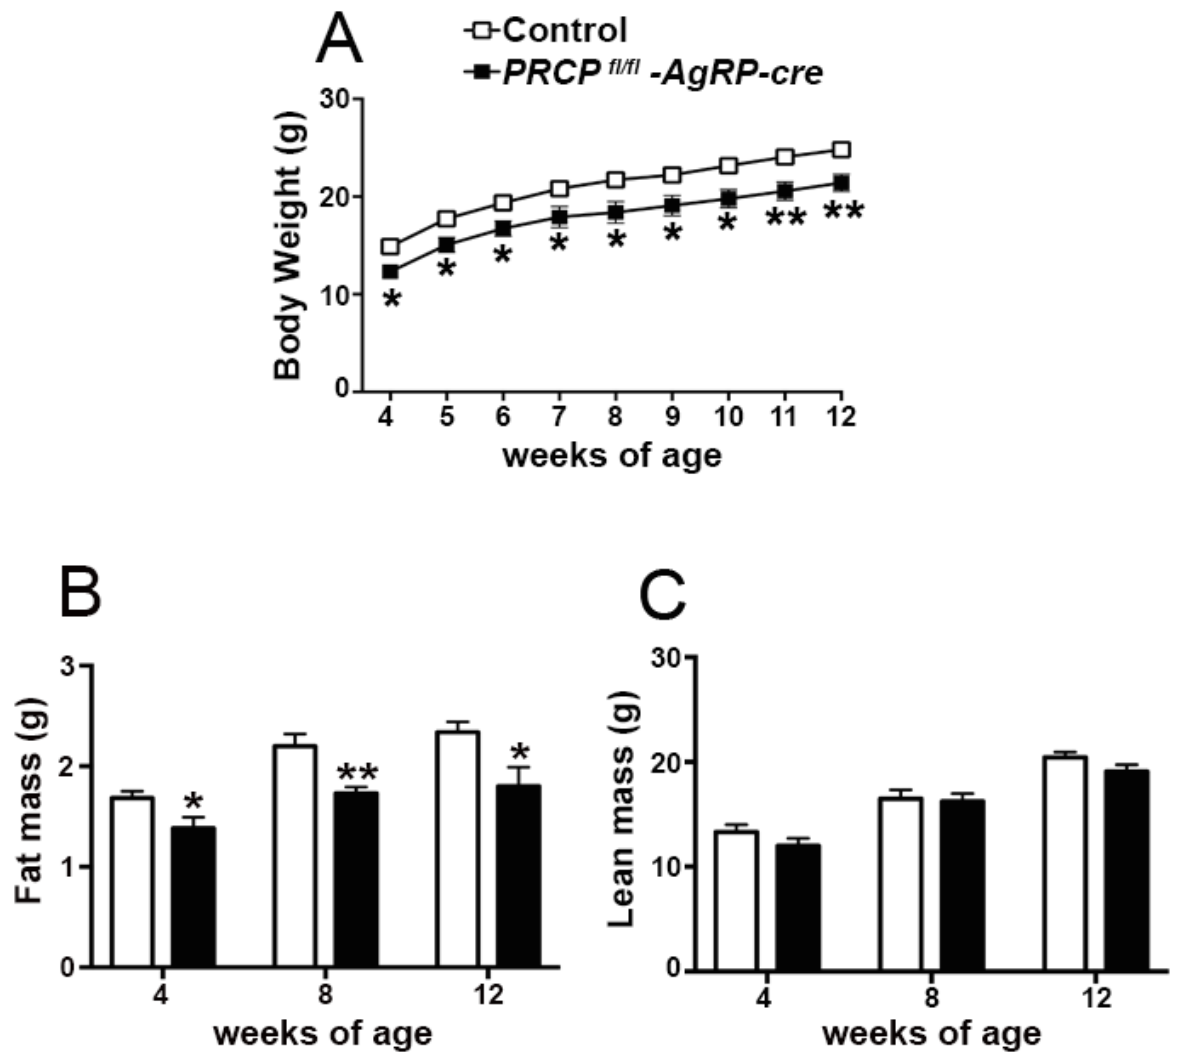 A
Control
PRCP fl/fl -AgRP-cre
Body Weight (g)
30
20
10
0
* * * * * * * ** **
4 5 6 7 8 9 10 11 12
weeks of age
B
Fat mass (g)
3
2
1
0
* ** *
4 8 12
weeks of age
C
Lean mass (g)
30
20
10
0
4 8 12
weeks of age